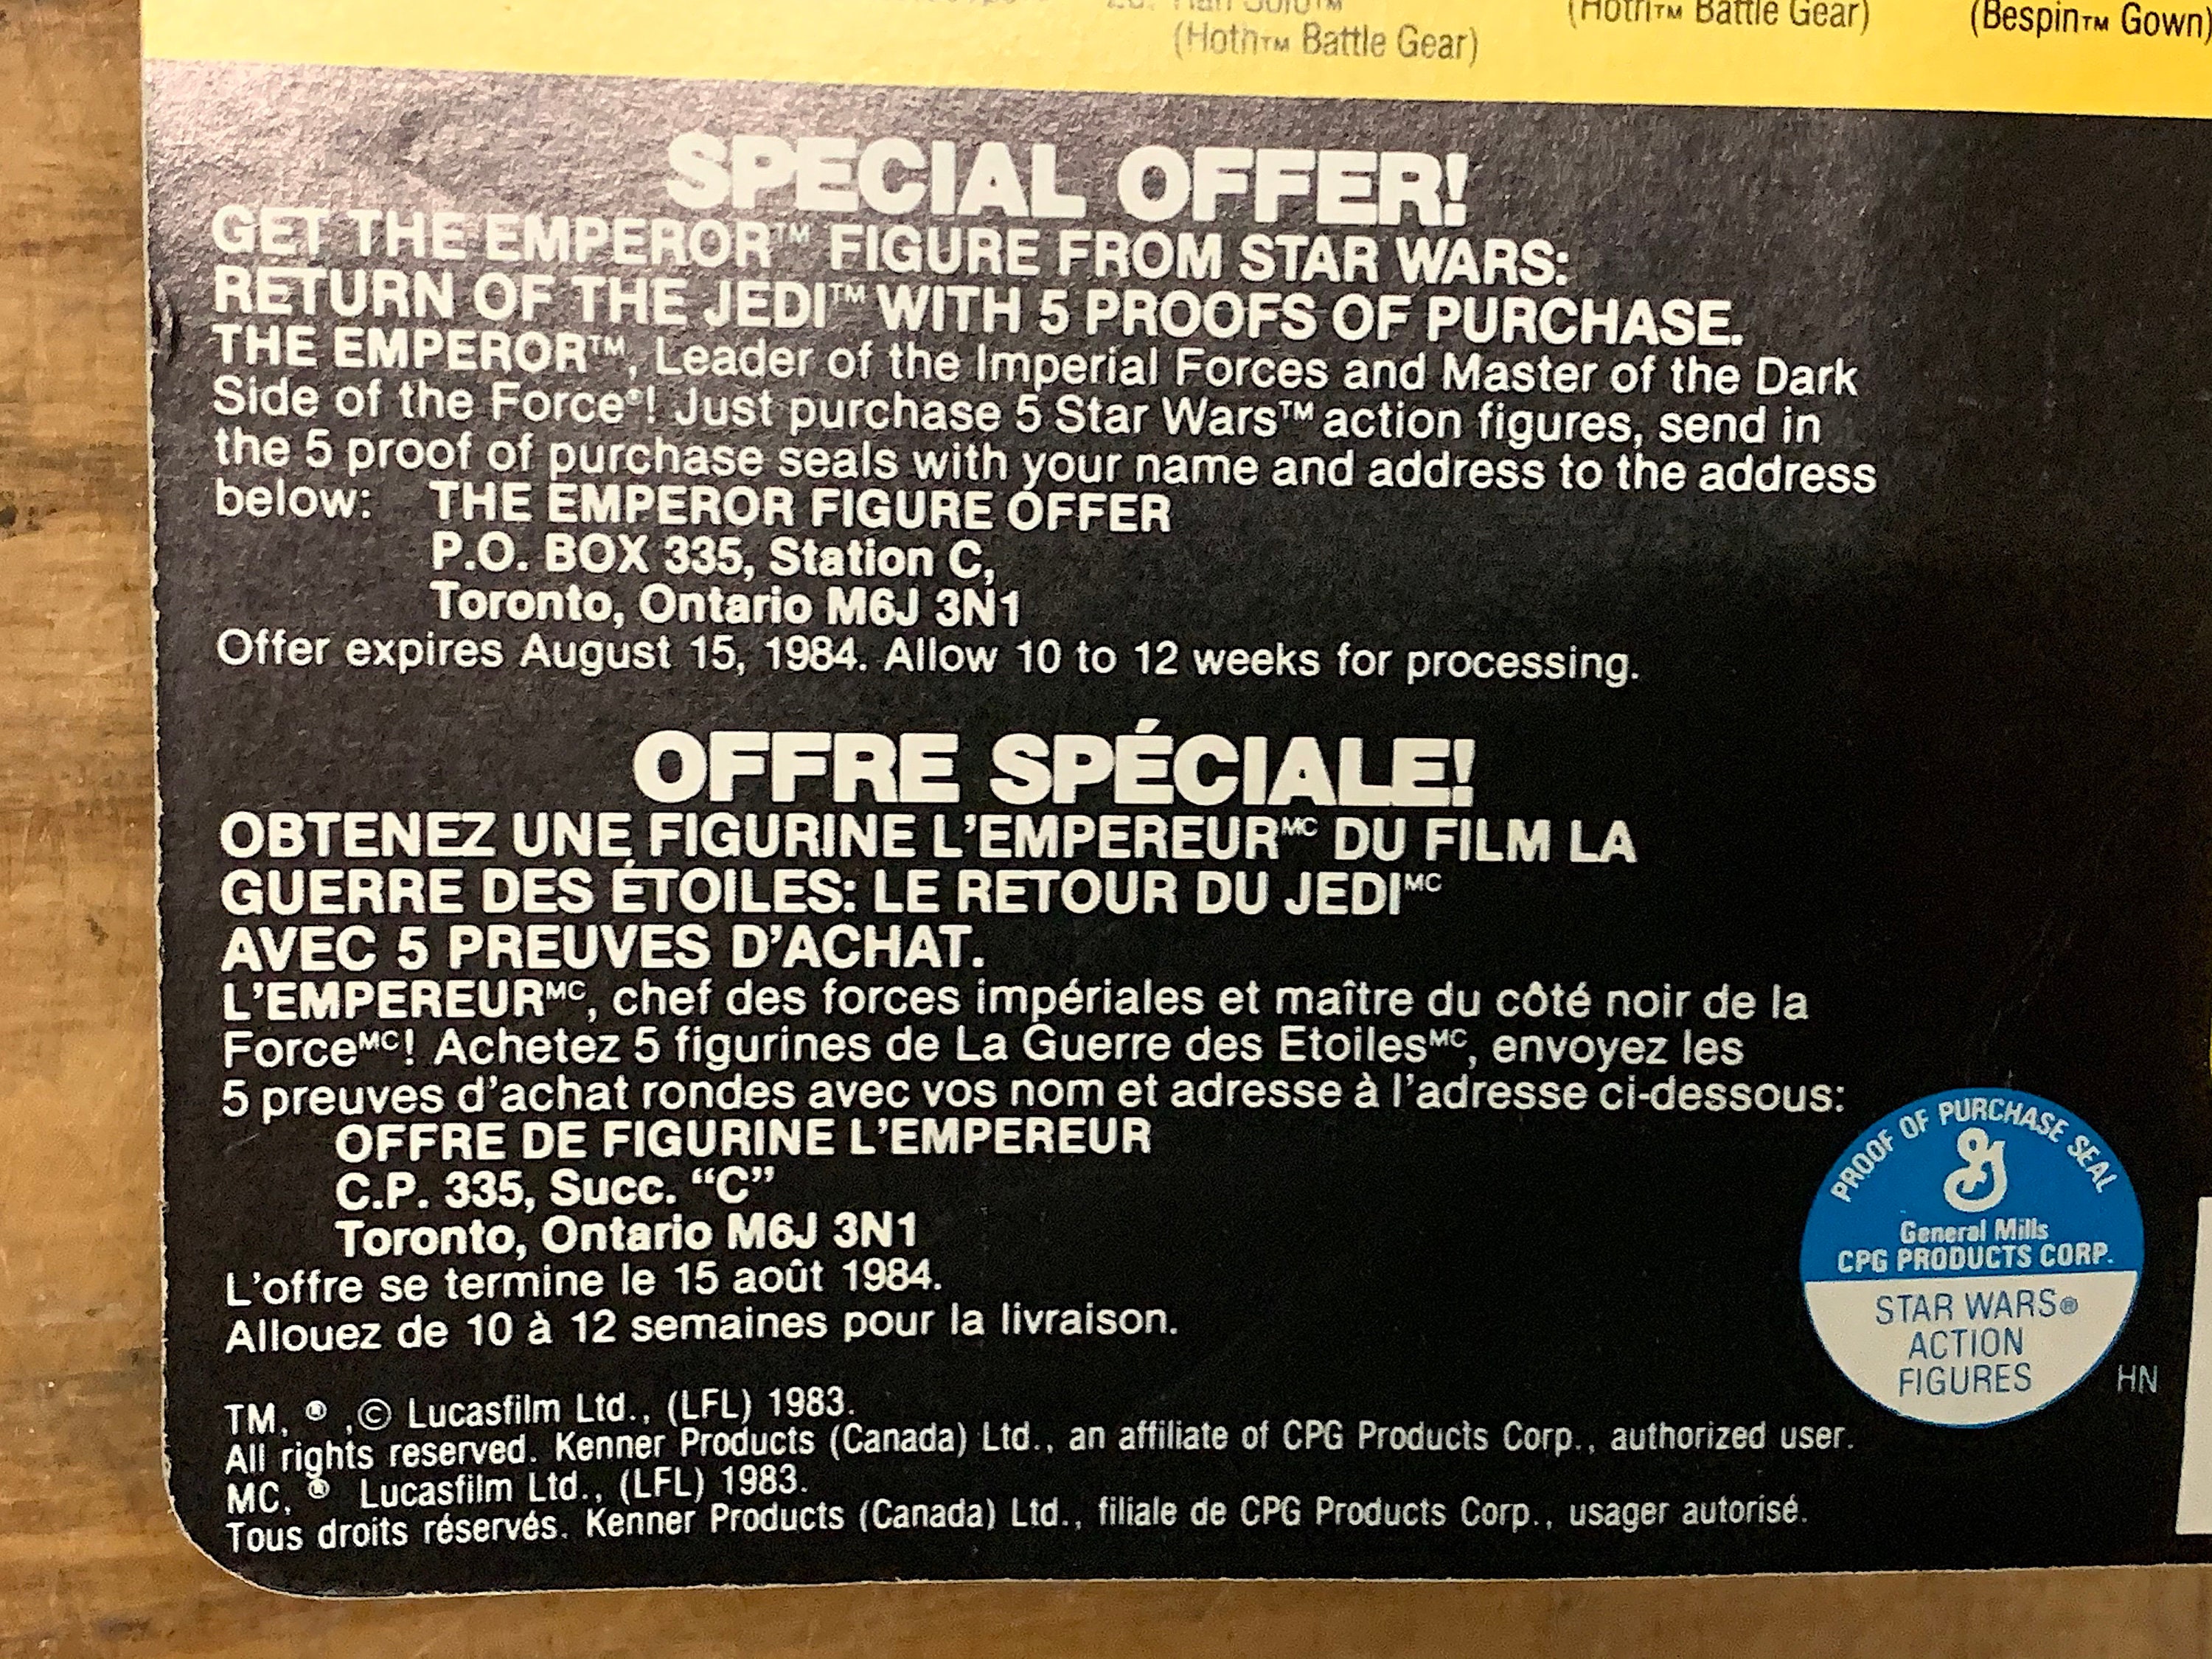 Han Solo™
(Hoth™ Battle Gear)
(Hoth™ Battle Gear)
(Bespin™ Gown)
SPECIAL OFFER!
GET THE EMPEROR™ FIGURE FROM STAR WARS:
RETURN OF THE JEDI™ WITH 5 PROOFS OF PURCHASE.
THE EMPEROR™, Leader of the Imperial Forces and Master of the Dark
Side of the Force®! Just purchase 5 Star Wars™ action figures, send in
the 5 proof of purchase seals with your name and address to the address
below: THE EMPEROR FIGURE OFFER
P.O. BOX 335, Station C,
Toronto, Ontario M6J 3N1
Offer expires August 15, 1984. Allow 10 to 12 weeks for processing.
OFFRE SPÉCIALE!
OBTENEZ UNE FIGURINE L'EMPEREURMC DU FILM LA
GUERRE DES ÉTOILES: LE RETOUR DU JEDIMC
AVEC 5 PREUVES D'ACHAT.
L'EMPEREURMC, chef des forces impériales et maître du côté noir de la
ForceMC! Achetez 5 figurines de La Guerre des EtoilesMC, envoyez les
5 preuves d'achat rondes avec vos nom et adresse à l'adresse ci-dessous:
OFFRE DE FIGURINE L'EMPEREUR
C.P. 335, Succ. “C”
Toronto, Ontario M6J 3N1
L'offre se termine le 15 août 1984.
Allouez de 10 à 12 semaines pour la livraison.
PROOF OF PURCHASE SEAL
G
General Mills
CPG PRODUCTS CORP.
STAR WARS®
ACTION
FIGURES
HN
TM, ® ,© Lucasfilm Ltd., (LFL) 1983.
All rights reserved. Kenner Products (Canada) Ltd., an affiliate of CPG Products Corp., authorized user.
MC, ® Lucasfilm Ltd., (LFL) 1983.
Tous droits réservés. Kenner Products (Canada) Ltd., filiale de CPG Products Corp., usager autorisé.